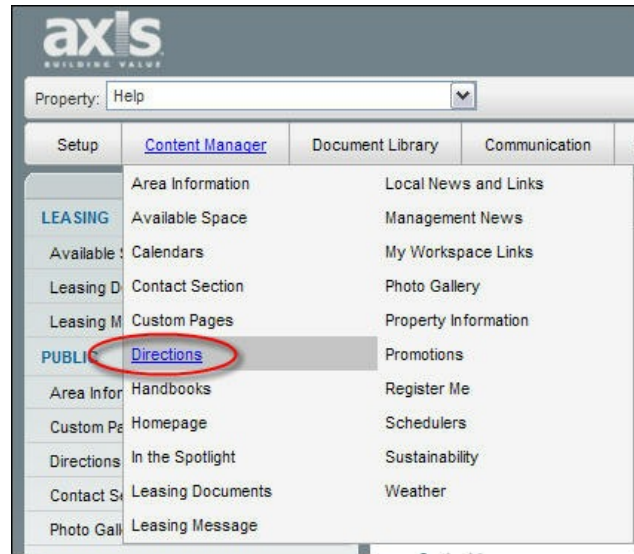 axis
BUILDING VALUE
Property: Help
Setup Content Manager Document Library Communication
Area Information Local News and Links
LEASING Available Space Management News
Available Calendars My Workspace Links
Leasing D Contact Section Photo Gallery
Leasing M Custom Pages Property Information
PUBLIC Directions Promotions
Area Infor Handbooks Register Me
Custom Pa Homepage Schedulers
Directions In the Spotlight Sustainability
Contact Se Leasing Documents Weather
Photo Gall Leasing Message